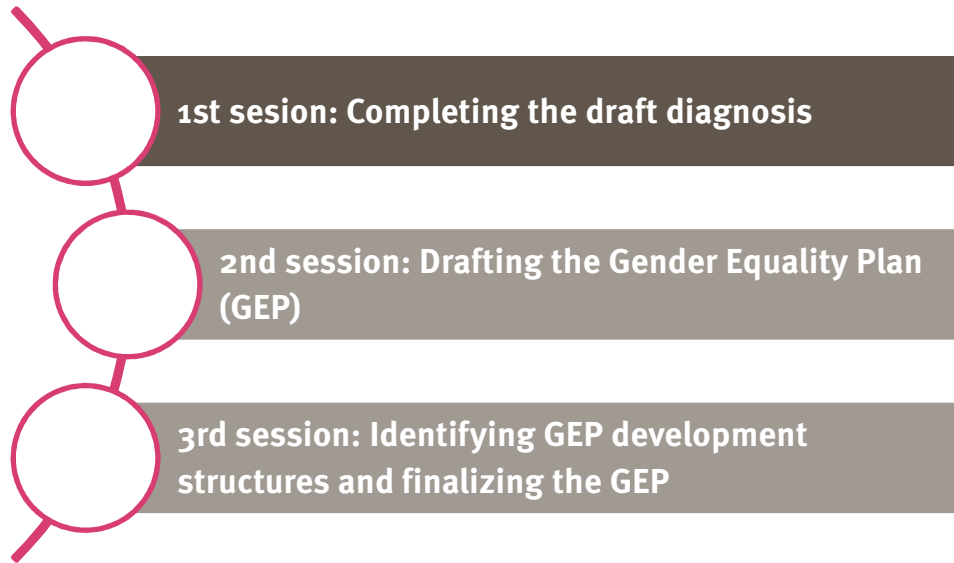 1st sesion: Completing the draft diagnosis
2nd session: Drafting the Gender Equality Plan
(GEP)
3rd session: Identifying GEP development
structures and finalizing the GEP